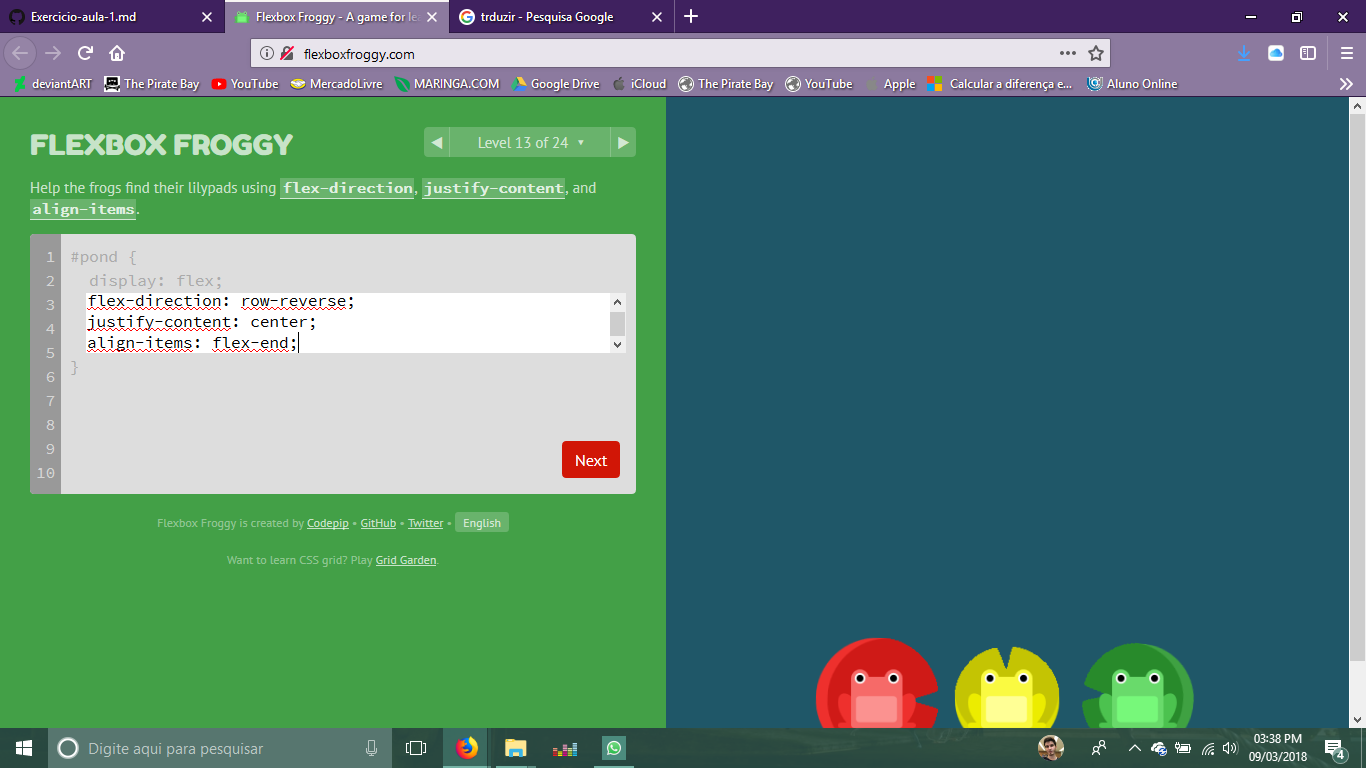 Exercicio-aula-1.md
Flexbox Froggy - A game for le
trduzir - Pesquisa Google
flexboxfroggy.com
deviantART The Pirate Bay YouTube MercadoLivre MARINGA.COM Google Drive iCloud The Pirate Bay YouTube Apple Calcular a diferença e... Aluno Online
FLEXBOX FROGGY
Level 13 of 24
Help the frogs find their lilypads using flex-direction, justify-content, and
align-items.
1 #pond {
2 display: flex;
3 flex-direction: row-reverse;
4 justify-content: center;
5 align-items: flex-end;
6 }
7
8
9
10
Next
Flexbox Froggy is created by Codepip • GitHub • Twitter • English
Want to learn CSS grid? Play Grid Garden.
Digite aqui para pesquisar
03:38 PM
09/03/2018
4